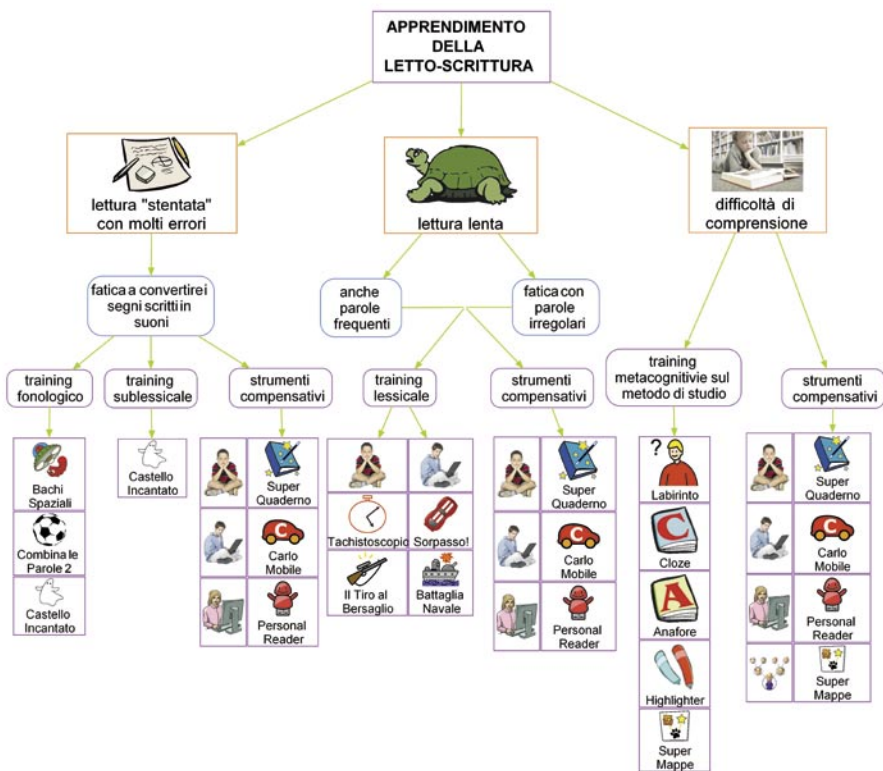 APPRENDIMENTO
DELLA
LETTO-SCRITTURA
lettura "stentata"
con molti errori
lettura lenta
difficoltà di
comprensione
fatica a convertire i
segni scritti in
suoni
anche
parole
frequenti
fatica con
parole
irregolari
training
fonologico
training
sublessicale
strumenti
compensativi
training
lessicale
strumenti
compensativi
training
metacognitivie sul
metodo di studio
strumenti
compensativi
Bachi
Spaziali
Combina le
Parole 2
Castello
Incantato
Castello
Incantato
Super
Quaderno
C
Carlo
Mobile
Personal
Reader
Tachistoscopio
Sorpasso!
Il Tiro al
Bersaglio
Battaglia
Navale
Super
Quaderno
C
Carlo
Mobile
Personal
Reader
?
Labirinto
C
Cloze
A
Anafore
Highlighter
Super
Mappe
Super
Quaderno
C
Carlo
Mobile
Personal
Reader
Super
Mappe